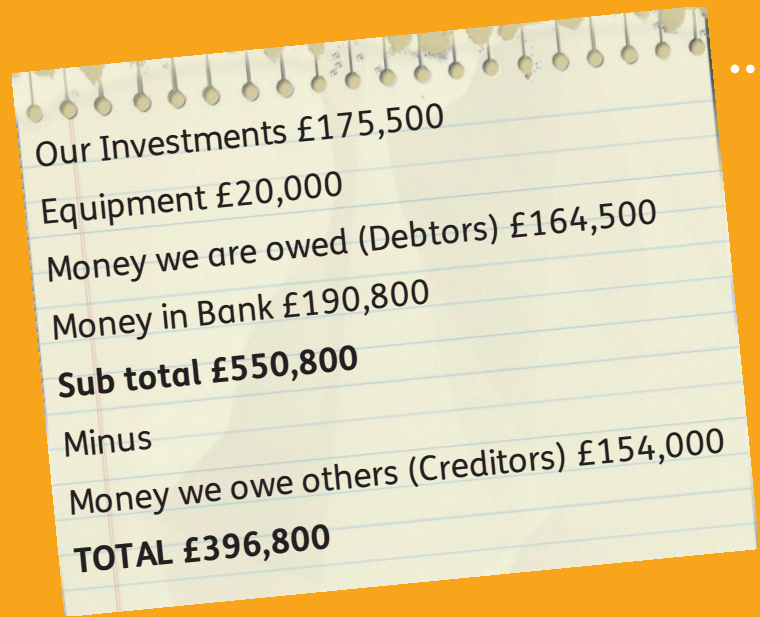 Our Investments £175,500
Equipment £20,000
Money we are owed (Debtors) £164,500
Money in Bank £190,800
Sub total £550,800
Minus
Money we owe others (Creditors) £154,000
TOTAL £396,800